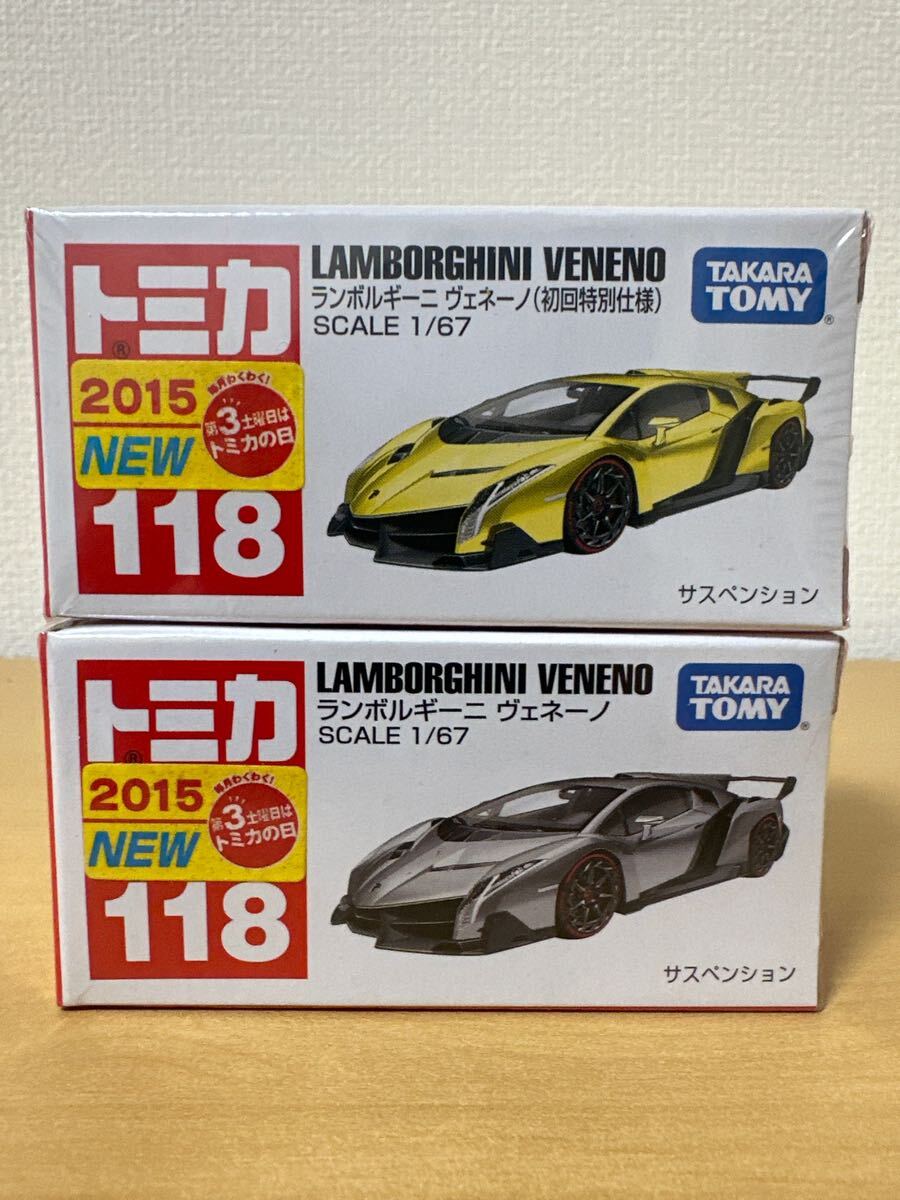 トミカ
®
2015
NEW
毎月わくわく!
第3土曜日は
トミカの日
118
LAMBORGHINI VENENO
ランボルギーニ ヴェネーノ(初回特別仕様)
SCALE 1/67
TAKARA
TOMY®
サスペンション
トミカ
®
2015
NEW
毎月わくわく!
第3土曜日は
トミカの日
118
LAMBORGHINI VENENO
ランボルギーニ ヴェネーノ
SCALE 1/67
TAKARA
TOMY®
サスペンション